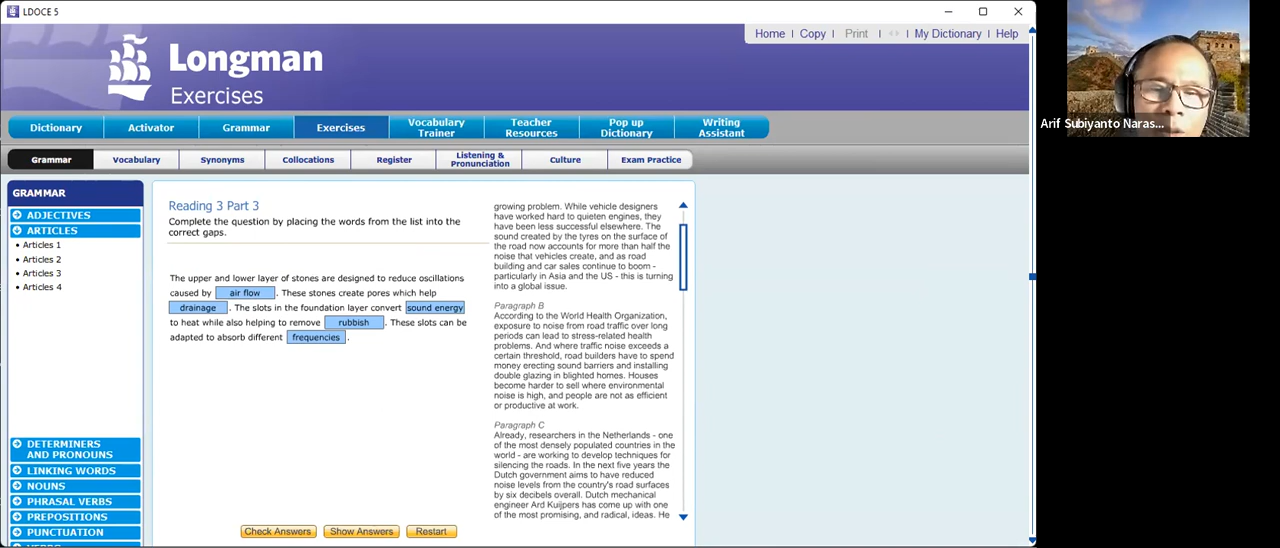 LDOCE 5
Home | Copy | Print | | My Dictionary | Help
Longman
Exercises
Dictionary Activator Grammar Exercises Vocabulary Trainer Teacher Resources Pop up Dictionary Writing Assistant
Grammar Vocabulary Synonyms Collocations Register Listening & Pronunciation Culture Exam Practice
Arif Subiyanto Naras...
GRAMMAR
ADJECTIVES
ARTICLES
• Articles 1
• Articles 2
• Articles 3
• Articles 4
DETERMINERS
AND PRONOUNS
LINKING WORDS
NOUNS
PHRASAL VERBS
PREPOSITIONS
PUNCTUATION
Reading 3 Part 3
Complete the question by placing the words from the list into the
correct gaps.
The upper and lower layer of stones are designed to reduce oscillations
caused by air flow . These stones create pores which help
drainage . The slots in the foundation layer convert sound energy
to heat while also helping to remove rubbish . These slots can be
adapted to absorb different frequencies .
growing problem. While vehicle designers
have worked hard to quieten engines, they
have been less successful elsewhere. The
sound created by the tyres on the surface of
the road now accounts for more than half the
noise that vehicles create, and as road
building and car sales continue to boom -
particularly in Asia and the US - this is turning
into a global issue.
Paragraph B
According to the World Health Organization,
exposure to noise from road traffic over long
periods can lead to stress-related health
problems. And where traffic noise exceeds a
certain threshold, road builders have to spend
money erecting sound barriers and installing
double glazing in blighted homes. Houses
become harder to sell where environmental
noise is high, and people are not as efficient
or productive at work.
Paragraph C
Already, researchers in the Netherlands - one
of the most densely populated countries in the
world - are working to develop techniques for
silencing the roads. In the next five years the
Dutch government aims to have reduced
noise levels from the country's road surfaces
by six decibels overall. Dutch mechanical
engineer Ard Kuijpers has come up with one
of the most promising, and radical, ideas. He
Check Answers Show Answers Restart